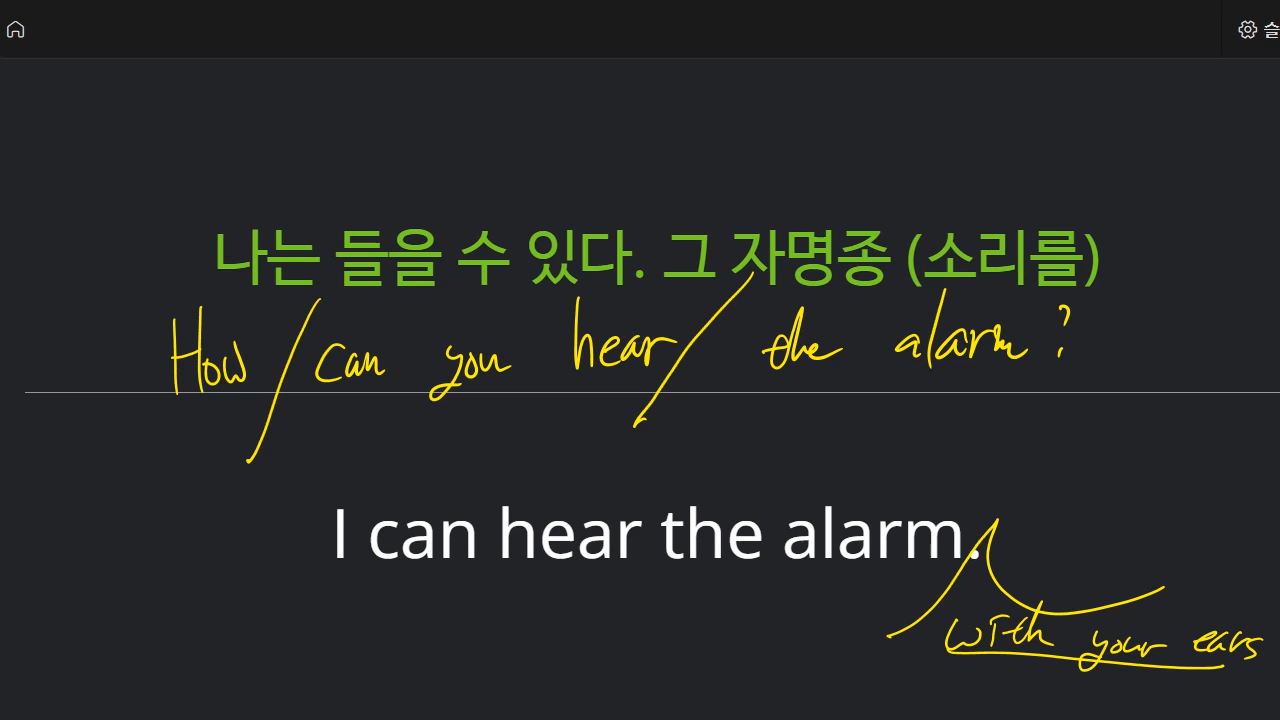 슬
나는 들을 수 있다. 그 자명종 (소리를)
How / can you hear / the alarm?
I can hear the alarm.
with your ears